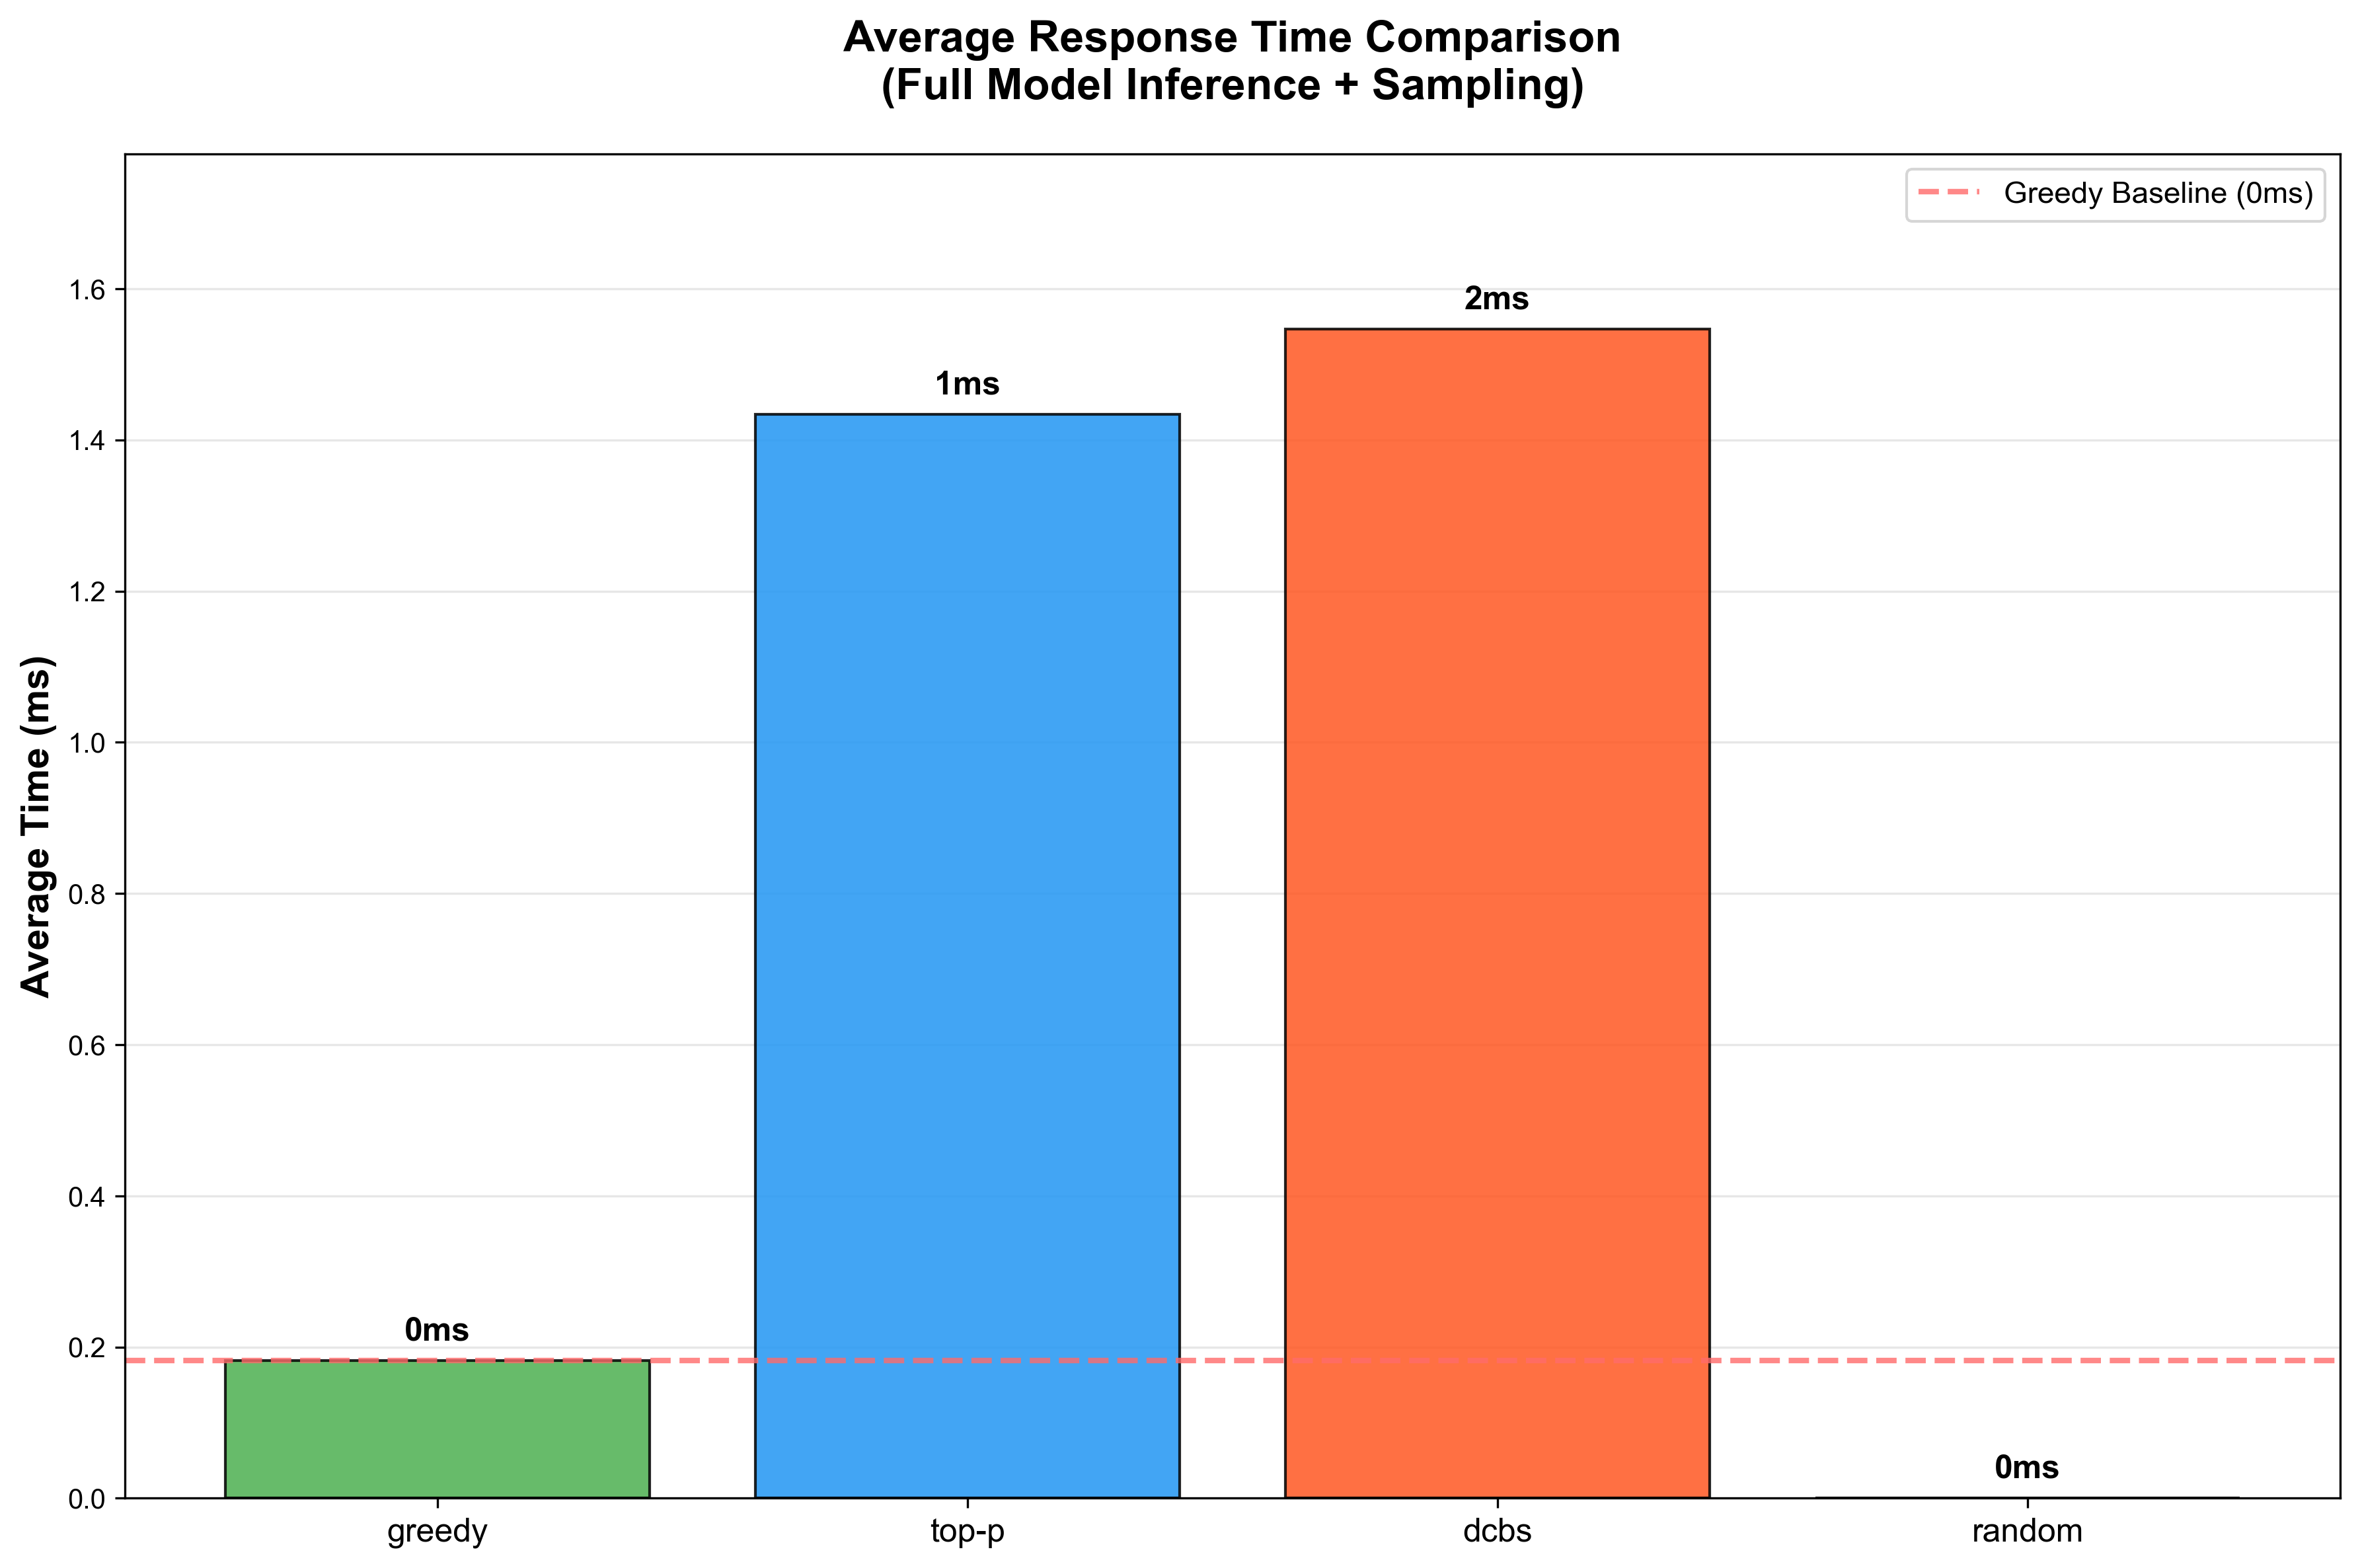 Average Response Time Comparison
(Full Model Inference + Sampling)
Greedy Baseline (0ms)
Average Time (ms)
1.6
1.4
1.2
1.0
0.8
0.6
0.4
0.2
0.0
0ms
1ms
2ms
0ms
greedy
top-p
dcbs
random